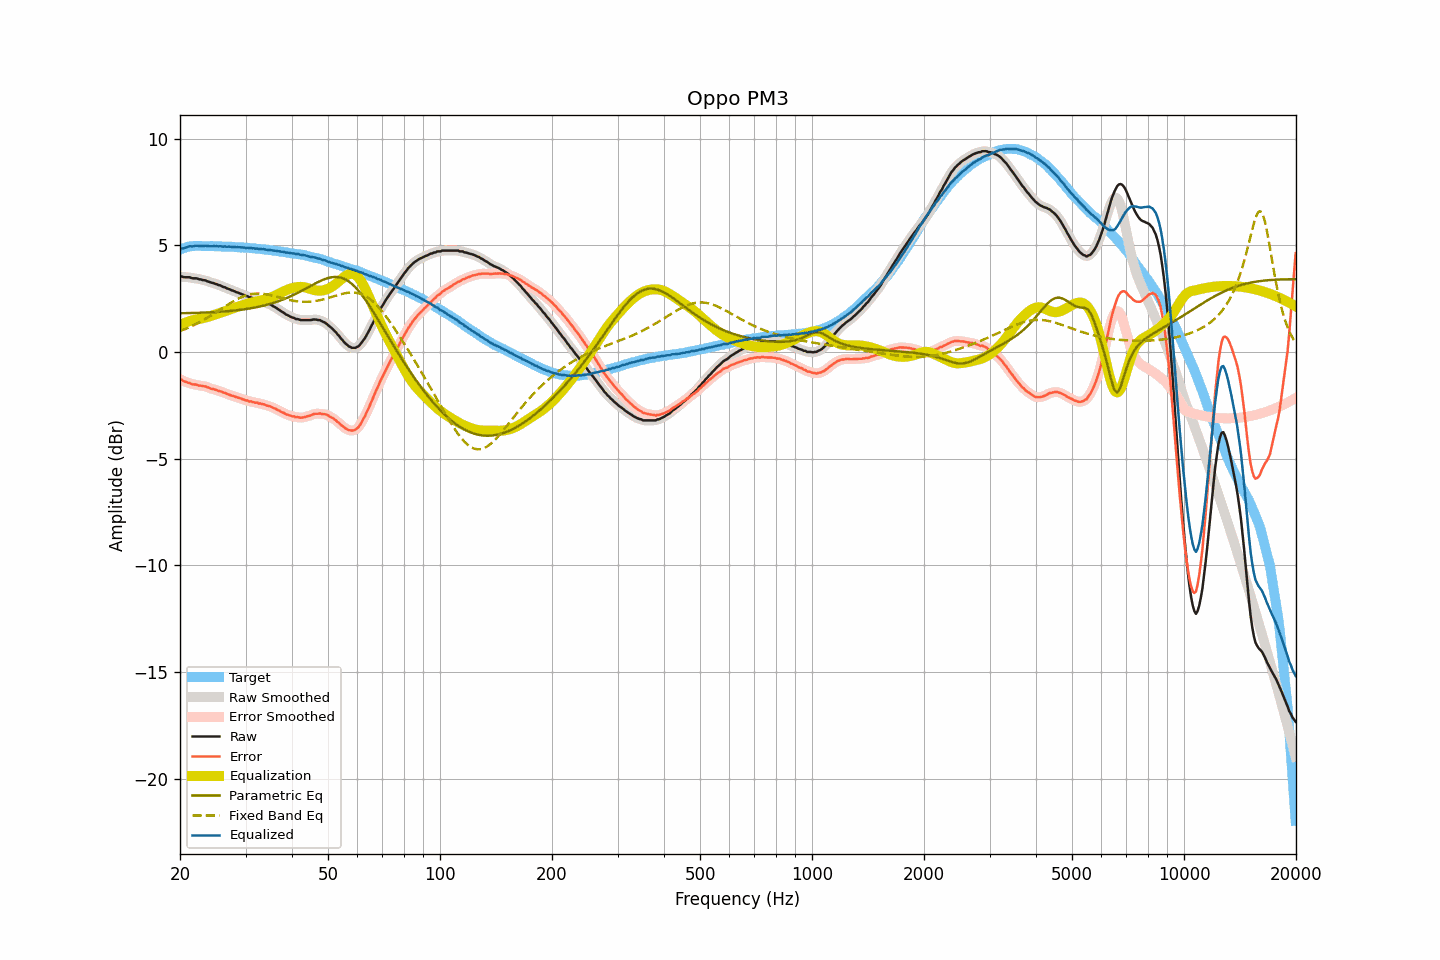 Oppo PM3
10
5
0
−5
−10
−15
−20
Amplitude (dBr)
Target
Raw Smoothed
Error Smoothed
Raw
Error
Equalization
Parametric Eq
Fixed Band Eq
Equalized
20 50 100 200 500 1000 2000 5000 10000 20000
Frequency (Hz)